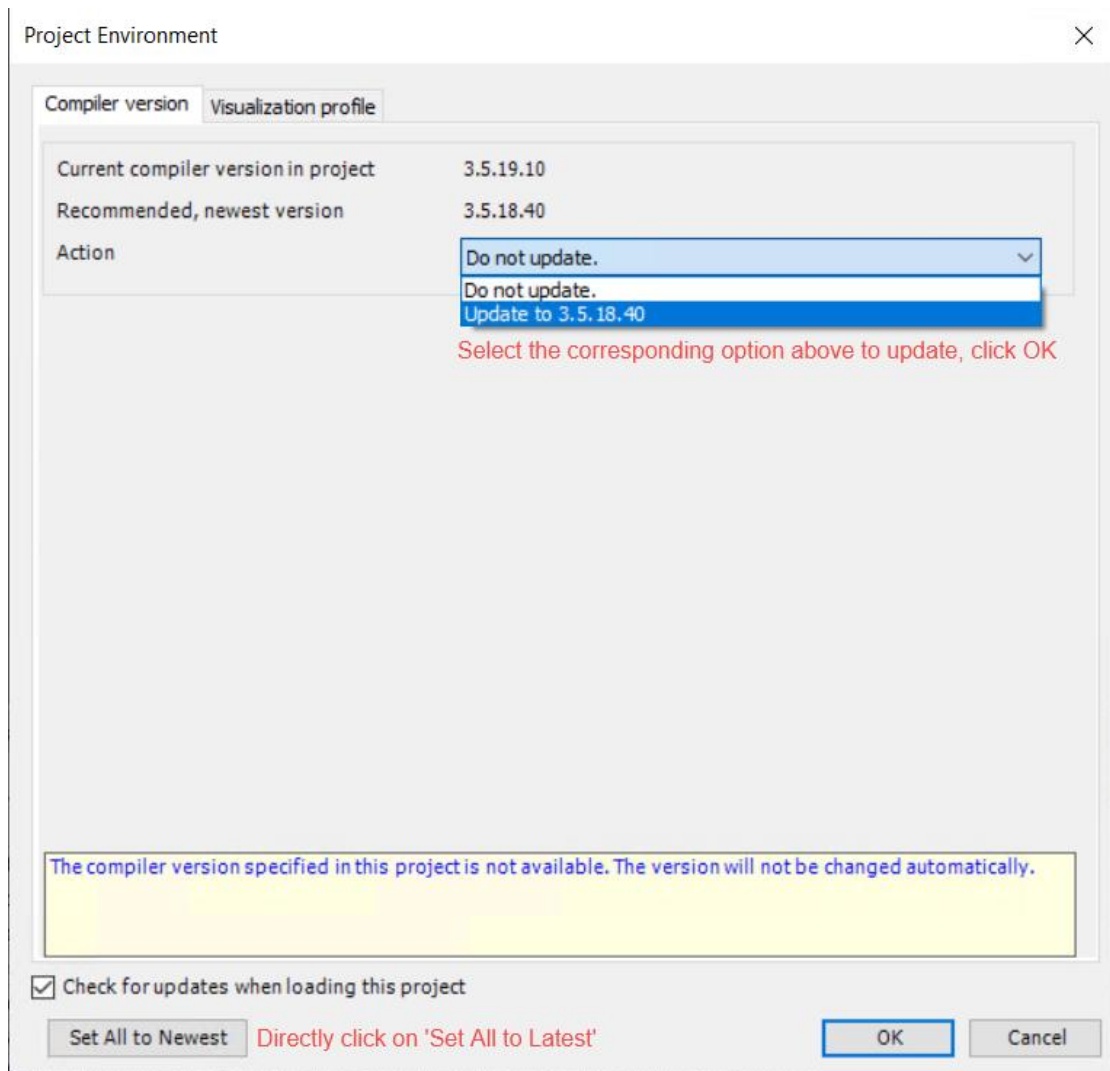 Project Environment
Compiler version
Visualization profile
Current compiler version in project 3.5.19.10
Recommended, newest version 3.5.18.40
Action Do not update.
Do not update.
Update to 3.5.18.40
Select the corresponding option above to update, click OK
The compiler version specified in this project is not available. The version will not be changed automatically.
Check for updates when loading this project
Set All to Newest Directly click on 'Set All to Latest' OK Cancel